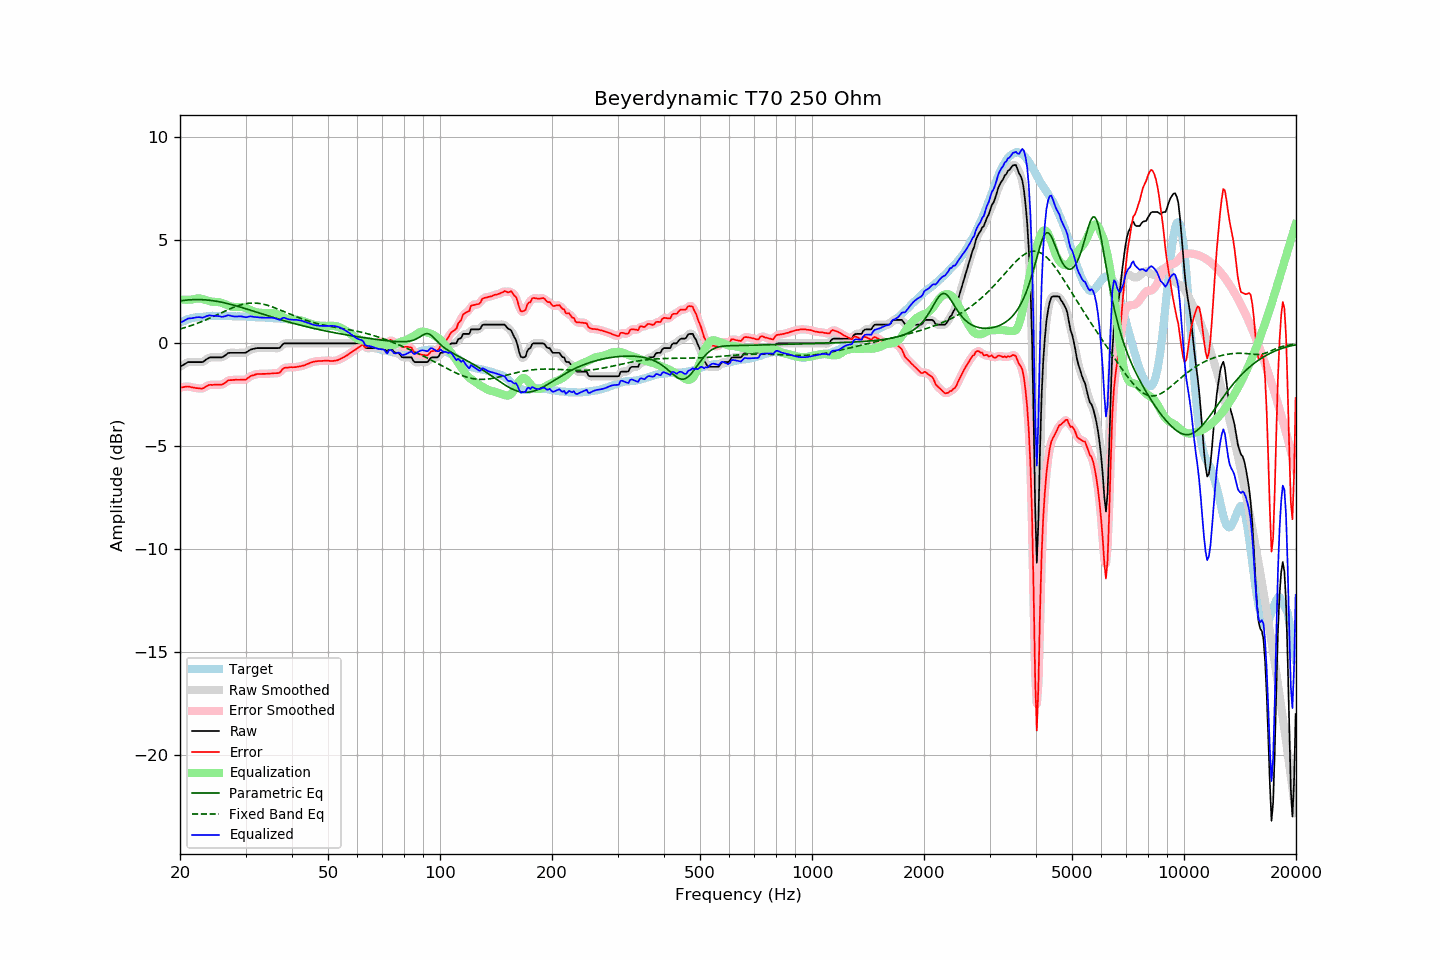 Beyerdynamic T70 250 Ohm
Amplitude (dBr)
10
5
0
−5
−10
−15
−20
Target
Raw Smoothed
Error Smoothed
Raw
Error
Equalization
Parametric Eq
Fixed Band Eq
Equalized
20 50 100 200 500 1000 2000 5000 10000 20000
Frequency (Hz)